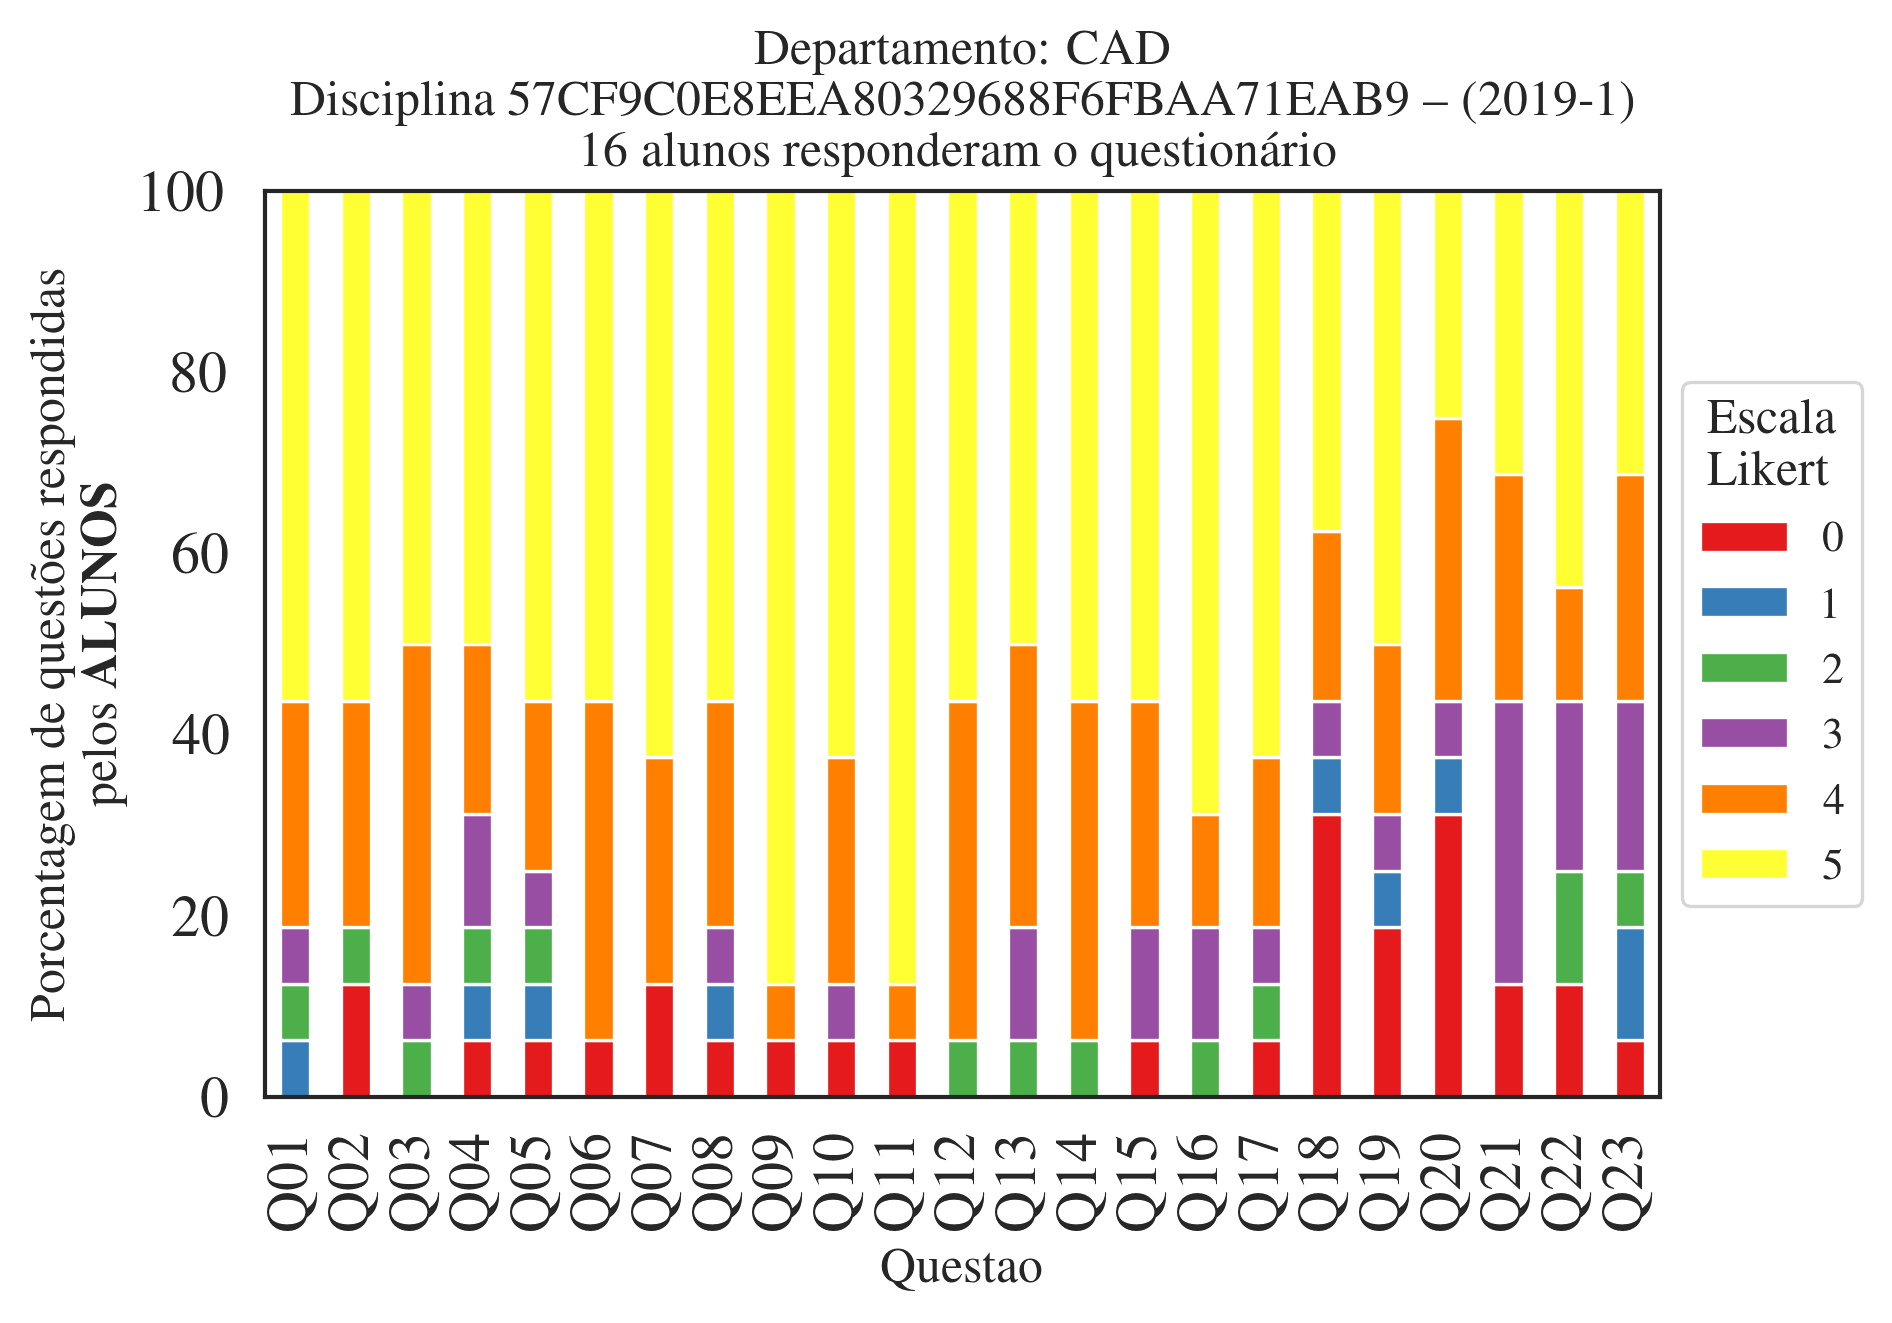 Departamento: CAD
Disciplina 57CF9C0E8EEA80329688F6FBAA71EAB9 – (2019-1)
16 alunos responderam o questionário
Porcentagem de questões respondidas
pelos ALUNOS
100
80
60
40
20
0
Q01
Q02
Q03
Q04
Q05
Q06
Q07
Q08
Q09
Q10
Q11
Q12
Q13
Q14
Q15
Q16
Q17
Q18
Q19
Q20
Q21
Q22
Q23
Questao
Escala
Likert
0
1
2
3
4
5